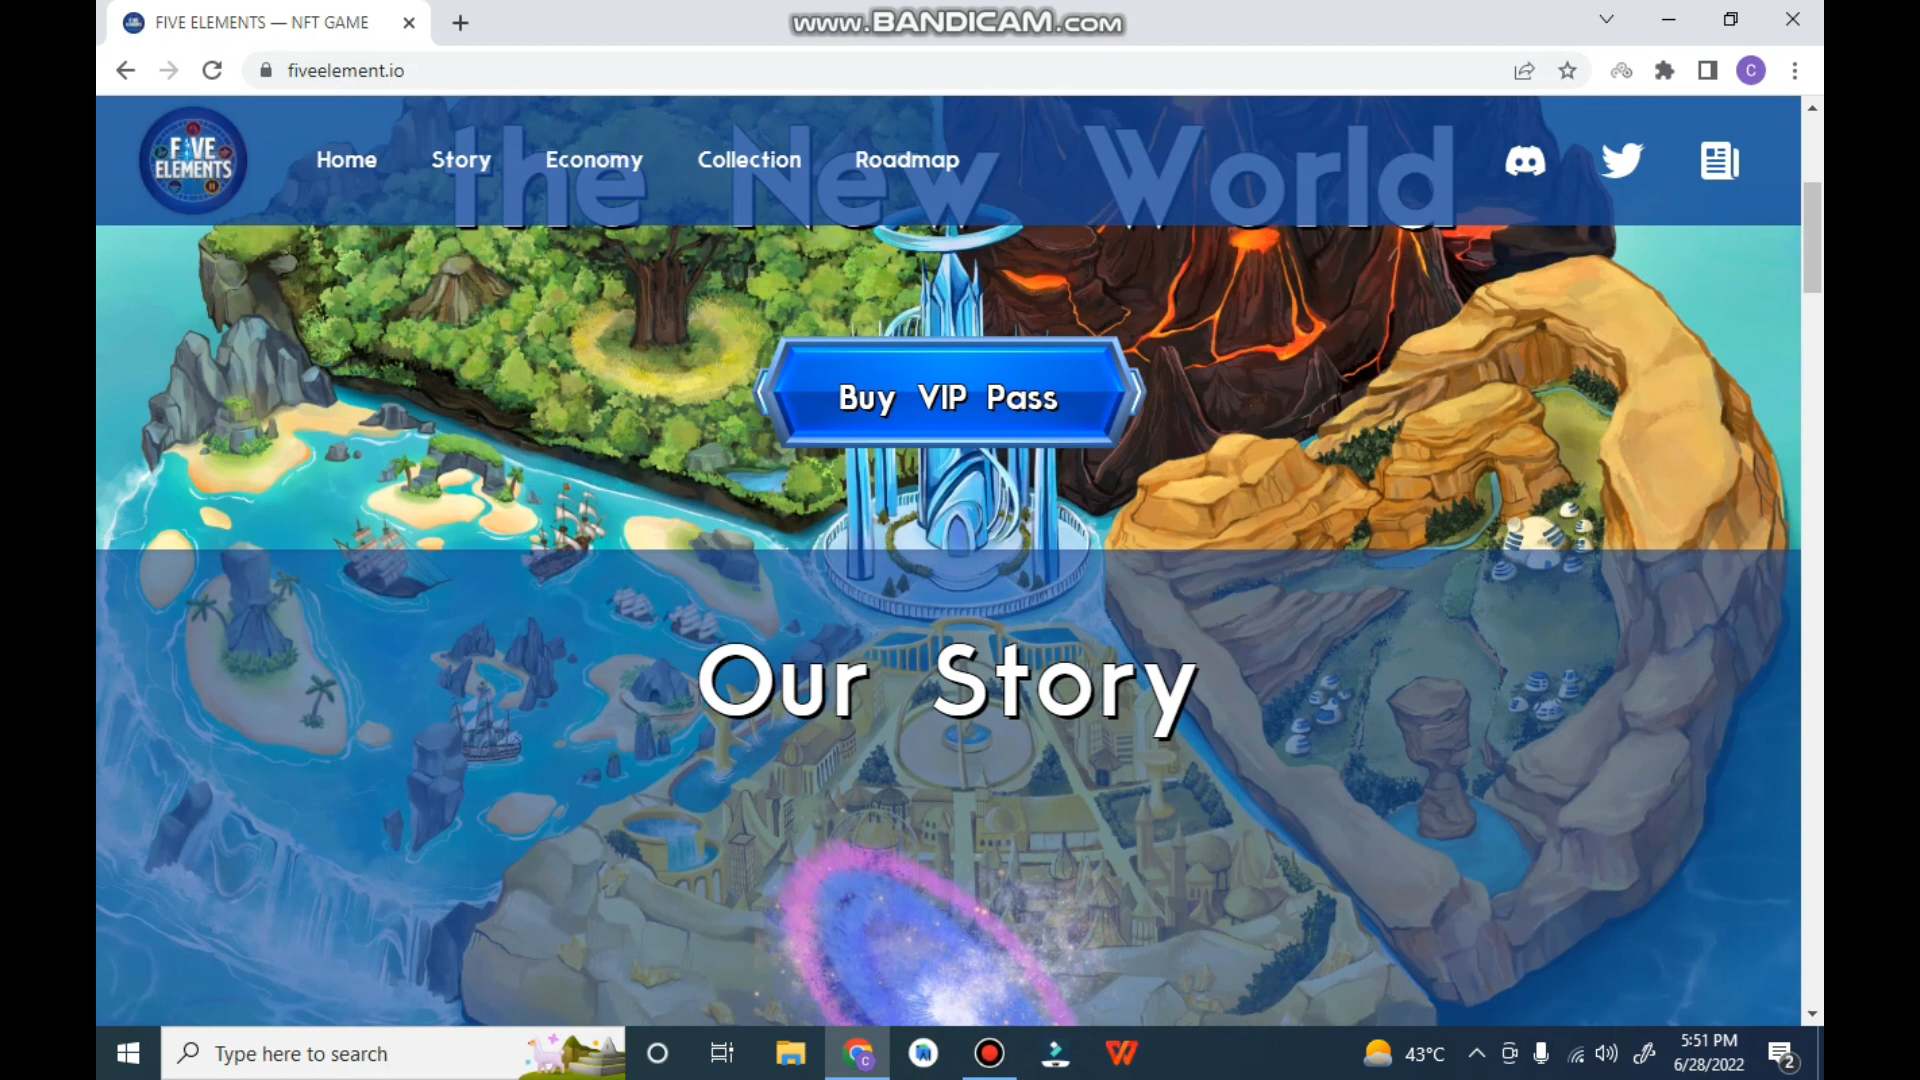 FIVE ELEMENTS — NFT GAME
www.BANDICAM.com
fiveelement.io
C
FIVE ELEMENTS
Home Story Economy Collection Roadmap
the New World
Buy VIP Pass
Our Story
Type here to search
C
43°C
5:51 PM
6/28/2022
2